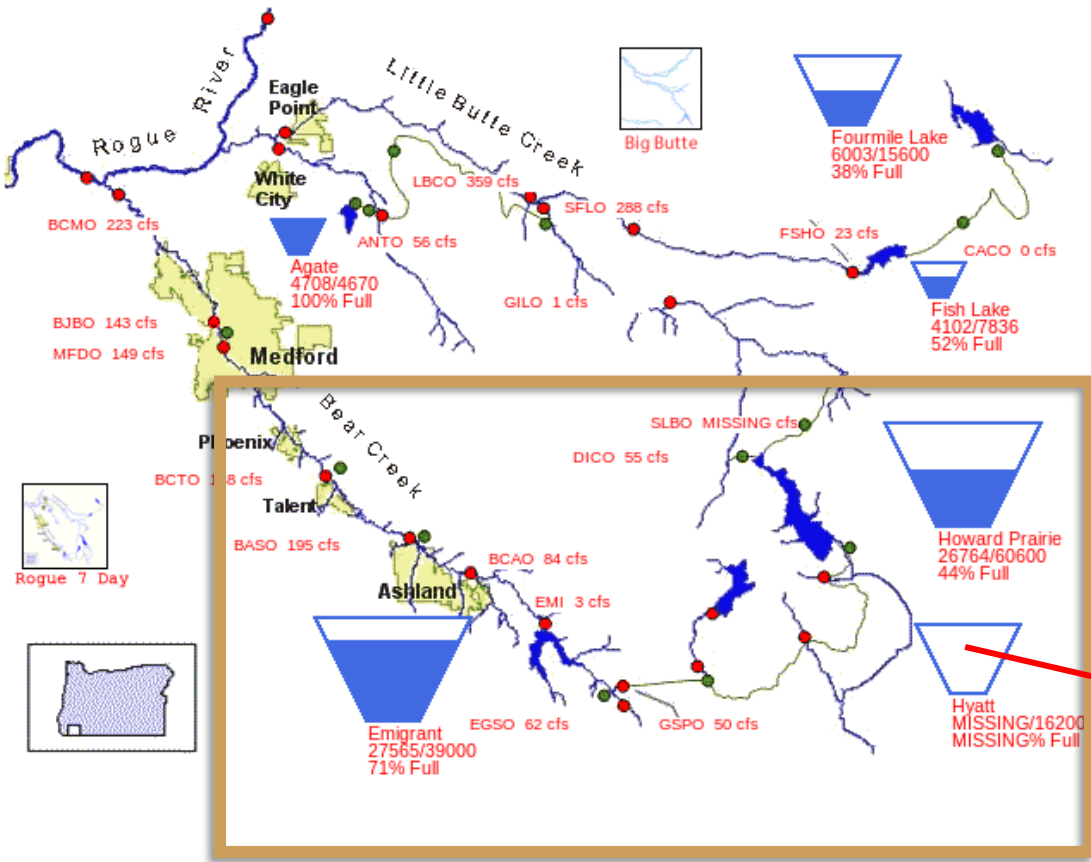 Rogue River
Eagle
Point
Little Butte Creek
Big Butte
Fourmile Lake
6003/15600
38% Full
White
City
LBCO 359 cfs
SFLO 288 cfs
BCMO 223 cfs
ANTO 56 cfs
FSHO 23 cfs
CACO 0 cfs
Agate
4708/4670
100% Full
GILO 1 cfs
Fish Lake
4102/7836
52% Full
BJBO 143 cfs
MFDO 149 cfs
Medford
Bear Creek
Phoenix
SLBO MISSING cfs
DICO 55 cfs
BCTO cfs
Talent
Howard Prairie
26764/60600
44% Full
BASO 195 cfs
BCAO 84 cfs
Rogue 7 Day
Ashland
EMI 3 cfs
Emigrant
27565/39000
71% Full
EGSO 62 cfs
GSPO 50 cfs
Hyatt
MISSING/16200
MISSING% Full